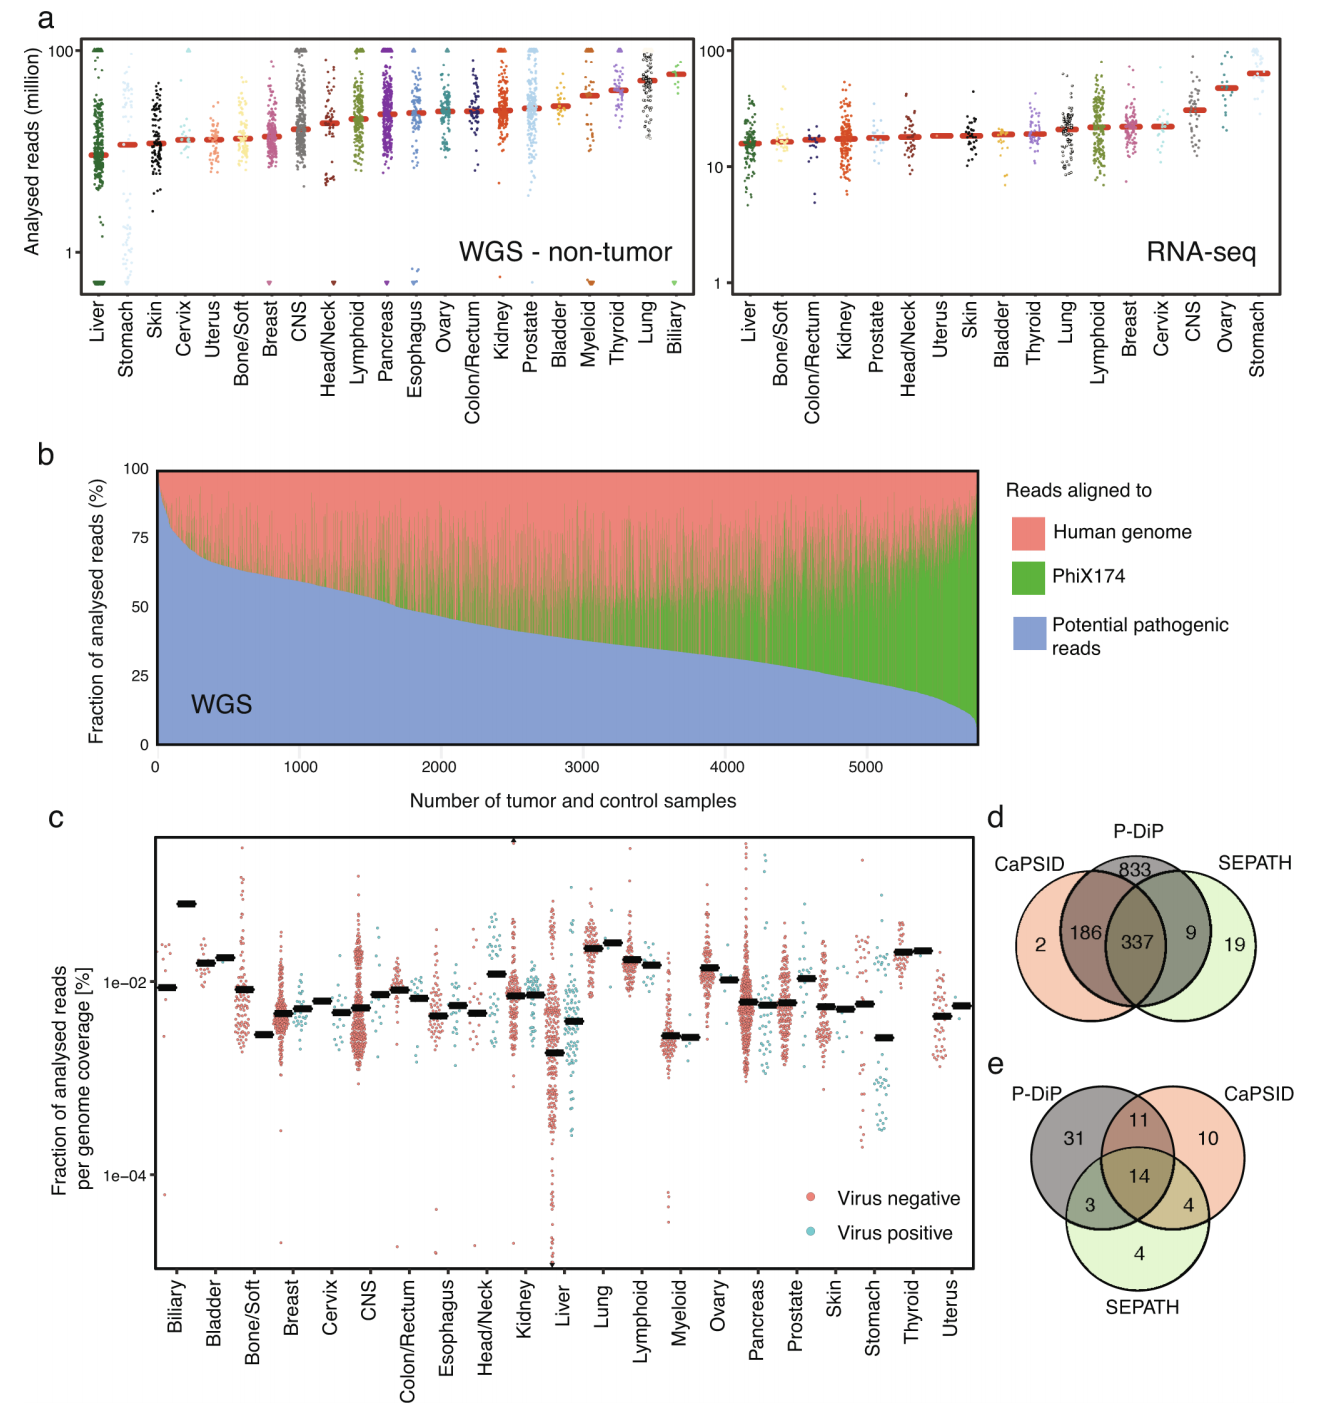 a
Analysed reads (million)
100
1
WGS - non-tumor
Liver
Stomach
Skin
Cervix
Uterus
Bone/Soft
Breast
CNS
Head/Neck
Lymphoid
Pancreas
Esophagus
Ovary
Colon/Rectum
Kidney
Prostate
Bladder
Myeloid
Thyroid
Lung
Biliary
100
10
1
RNA-seq
Liver
Bone/Soft
Colon/Rectum
Kidney
Prostate
Head/Neck
Uterus
Skin
Bladder
Thyroid
Lung
Lymphoid
Breast
Cervix
CNS
Ovary
Stomach
b
Fraction of analysed reads (%)
100
75
50
25
0
WGS
0
1000
2000
3000
4000
5000
Number of tumor and control samples
Reads aligned to
Human genome
PhiX174
Potential pathogenic
reads
c
Fraction of analysed reads
per genome coverage [%]
1e−02
1e−04
Virus negative
Virus positive
Biliary
Bladder
Bone/Soft
Breast
Cervix
CNS
Colon/Rectum
Esophagus
Head/Neck
Kidney
Liver
Lung
Lymphoid
Myeloid
Ovary
Pancreas
Prostate
Skin
Stomach
Thyroid
Uterus
d
P-DiP
CaPSID
SEPATH
833
2
186
337
9
19
e
P-DiP
CaPSID
31
11
10
14
3
4
4
SEPATH